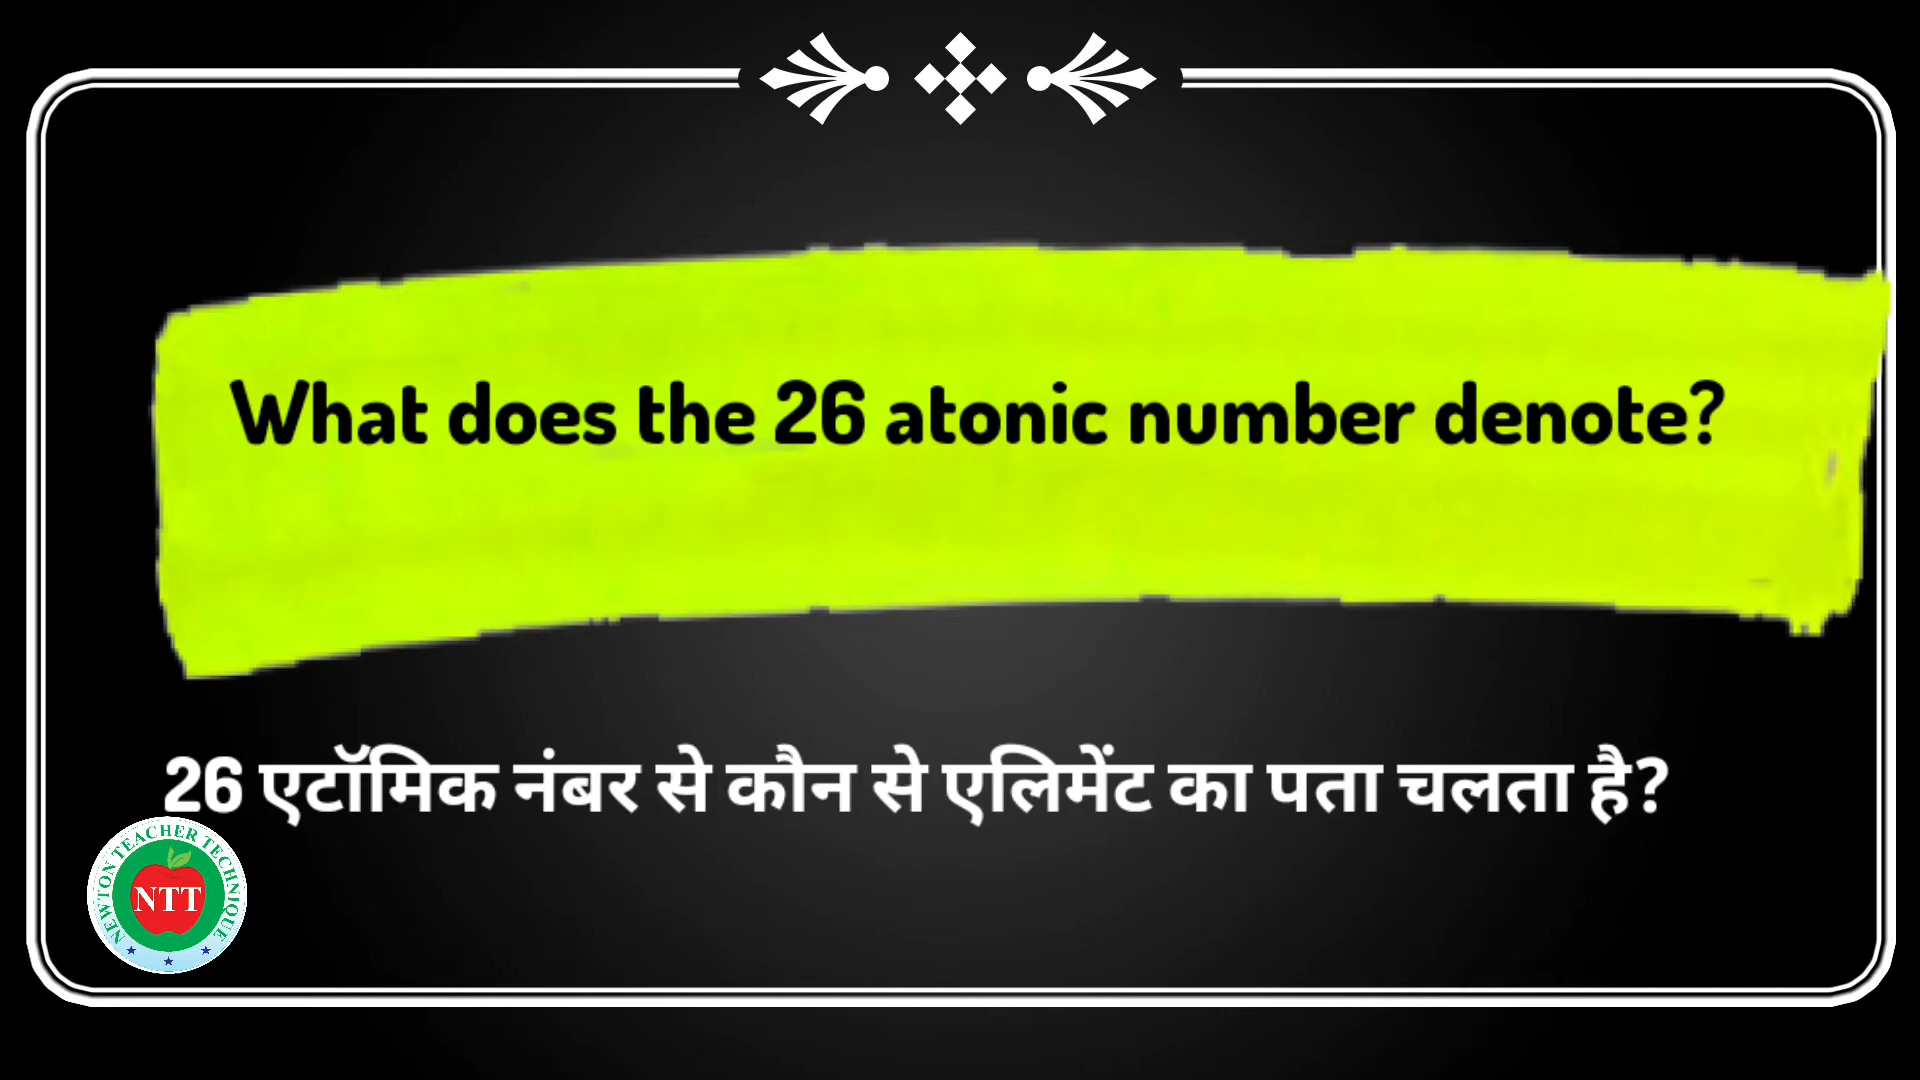 What does the 26 atonic number denote?
26 एटॉमिक नंबर से कौन से एलिमेंट का पता चलता है?
NEWTON TEACHER TECHNIQUE
NTT